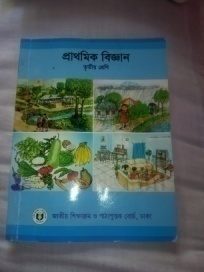 প্রাথমিক বিজ্ঞান
তৃতীয় শ্রেণি
জাতীয় শিক্ষাক্রম ও পাঠ্যপুস্তক বোর্ড, ঢাকা